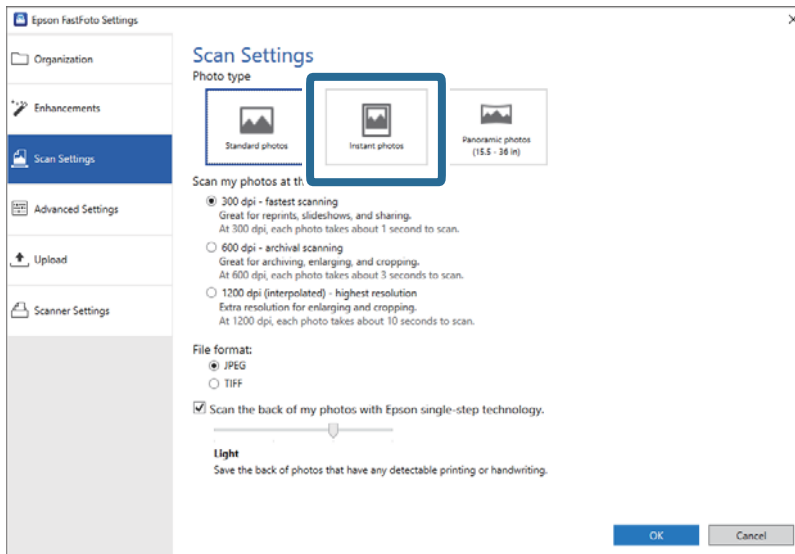 Epson FastFoto Settings
Organization
Enhancements
Scan Settings
Advanced Settings
Upload
Scanner Settings
Scan Settings
Photo type
Standard photos
Instant photos
Panoramic photos
(15.5 - 36 in)
Scan my photos at th
300 dpi - fastest scanning
Great for reprints, slideshows, and sharing.
At 300 dpi, each photo takes about 1 second to scan.
600 dpi - archival scanning
Great for archiving, enlarging, and cropping.
At 600 dpi, each photo takes about 3 seconds to scan.
1200 dpi (interpolated) - highest resolution
Extra resolution for enlarging and cropping.
At 1200 dpi, each photo takes about 10 seconds to scan.
File format:
JPEG
TIFF
Scan the back of my photos with Epson single-step technology.
Light
Save the back of photos that have any detectable printing or handwriting.
OK
Cancel